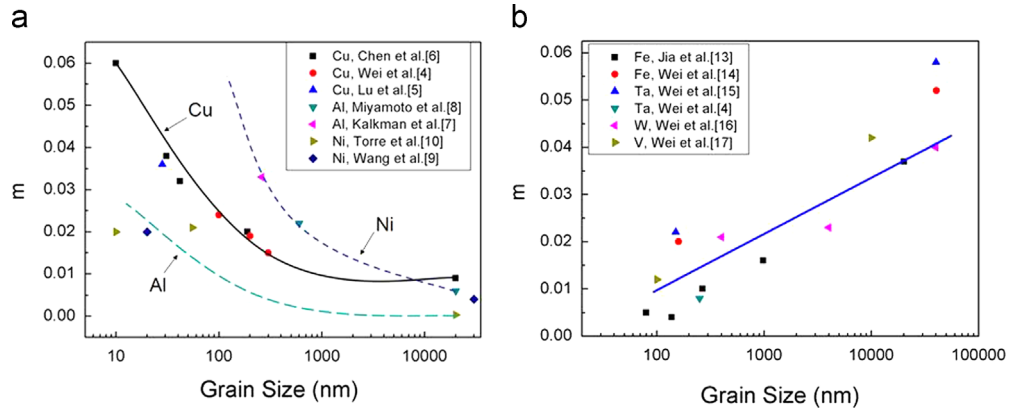 a
0.06
0.05
0.04
0.03
0.02
0.01
0.00
m
10
100
1000
10000
Grain Size (nm)
Cu, Chen et al.[6]
Cu, Wei et al.[4]
Cu, Lu et al.[5]
Al, Miyamoto et al.[8]
Al, Kalkman et al.[7]
Ni, Torre et al.[10]
Ni, Wang et al.[9]
Cu
Ni
Al
b
0.06
0.05
0.04
0.03
0.02
0.01
0.00
m
100
1000
10000
100000
Grain Size (nm)
Fe, Jia et al.[13]
Fe, Wei et al.[14]
Ta, Wei et al.[15]
Ta, Wei et al.[4]
W, Wei et al.[16]
V, Wei et al.[17]